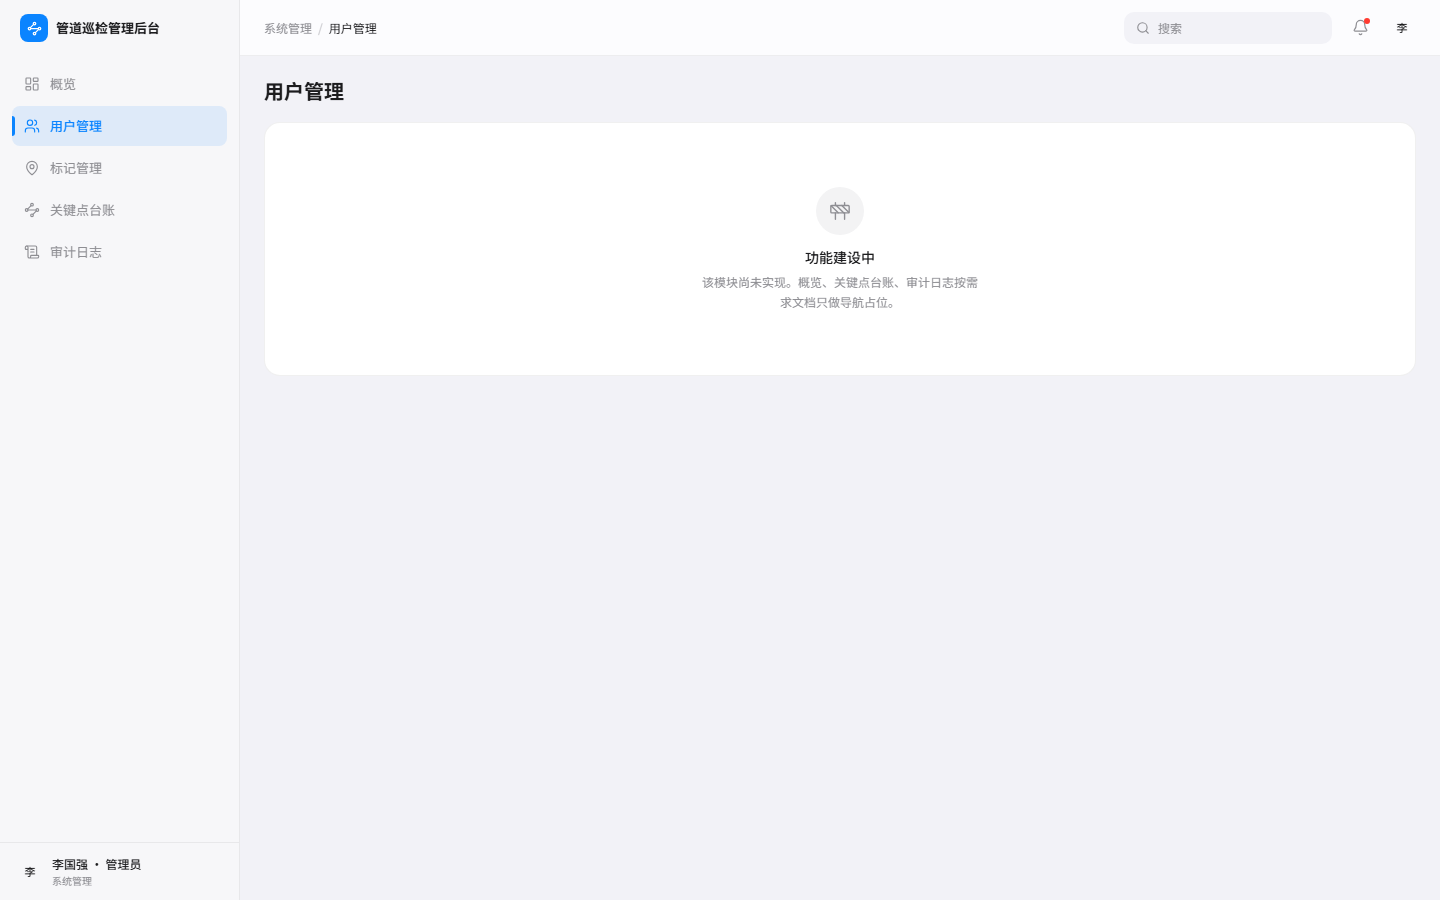 管道巡检管理后台
概览
用户管理
标记管理
关键点台账
审计日志
李
李国强 · 管理员
系统管理
系统管理 / 用户管理
搜索
李
用户管理
功能建设中
该模块尚未实现。概览、关键点台账、审计日志按需
求文档只做导航占位。